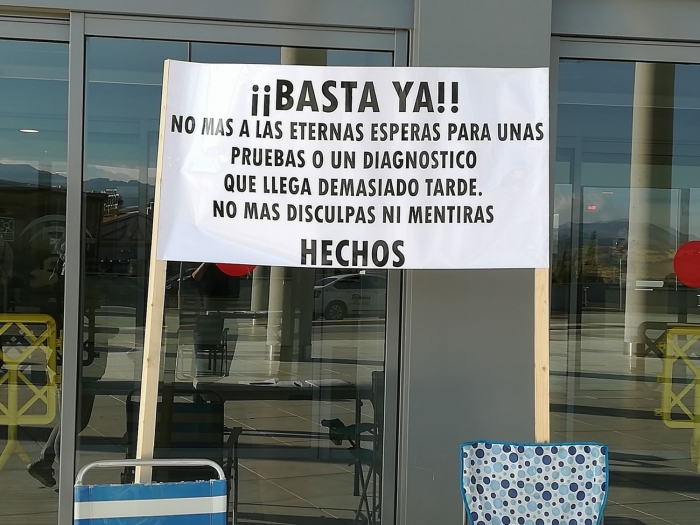 ¡¡BASTA YA!!
NO MAS A LAS ETERNAS ESPERAS PARA UNAS
PRUEBAS O UN DIAGNOSTICO
QUE LLEGA DEMASIADO TARDE.
NO MAS DISCULPAS NI MENTIRAS
HECHOS